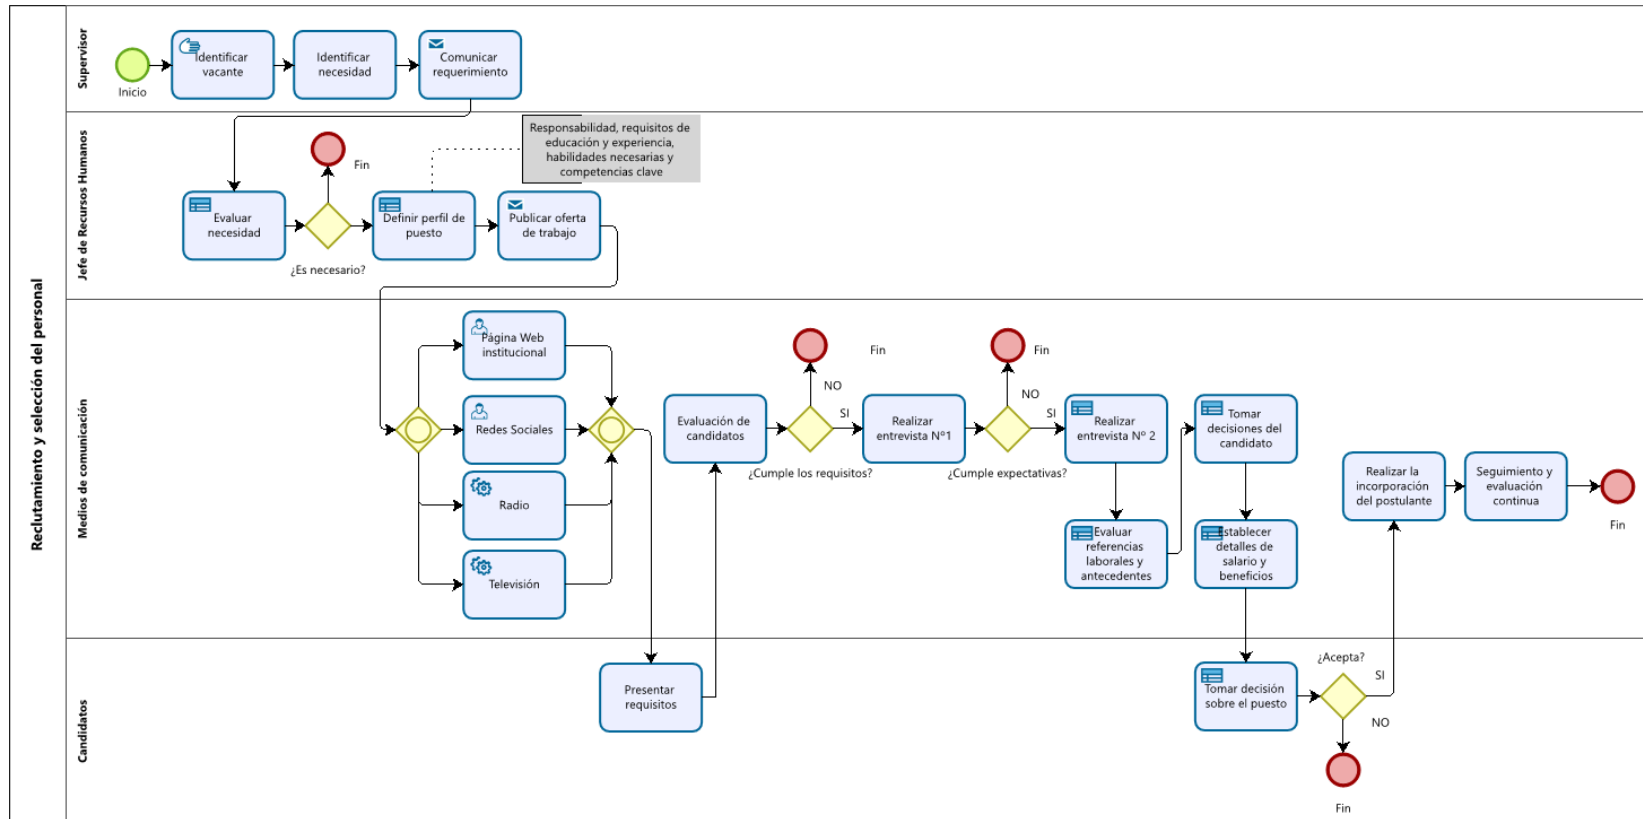 Reclutamiento y selección del personal
Supervisor
Inicio
Identificar
vacante
Identificar
necesidad
Comunicar
requerimiento
Jefe de Recursos Humanos
Evaluar
necesidad
Fin
¿Es necesario?
Responsabilidad, requisitos de
educación y experiencia,
habilidades necesarias y
competencias clave
Definir perfil de
puesto
Publicar oferta
de trabajo
Medios de comunicación
Página Web
institucional
Redes Sociales
Radio
Televisión
Evaluación de
candidatos
Fin
NO
SI
¿Cumple los requisitos?
Realizar
entrevista Nº1
Fin
NO
SI
¿Cumple expectativas?
Realizar
entrevista Nº 2
Evaluar
referencias
laborales y
antecedentes
Tomar
decisiones del
candidato
Establecer
detalles de
salario y
beneficios
Realizar la
incorporación
del postulante
Seguimiento y
evaluación
continua
Fin
Candidatos
Presentar
requisitos
Tomar decisión
sobre el puesto
¿Acepta?
SI
NO
Fin